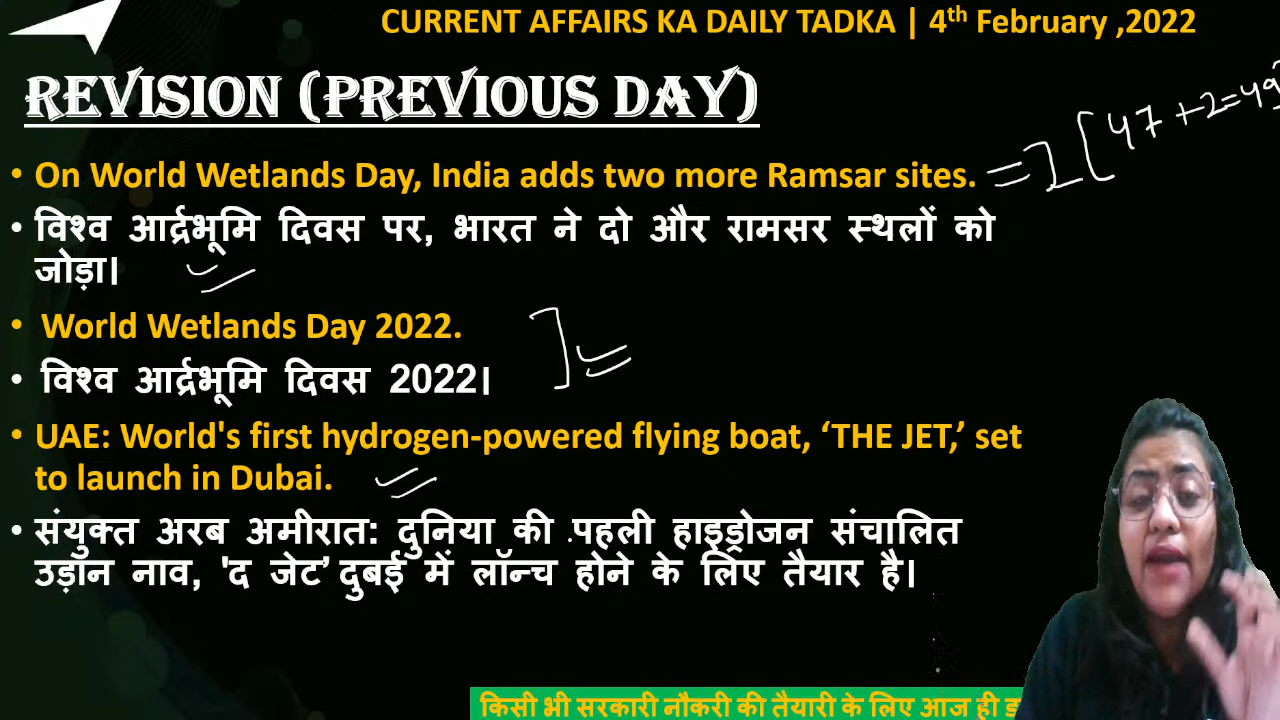 CURRENT AFFAIRS KA DAILY TADKA | 4th February ,2022
REVISION (PREVIOUS DAY)
47 + 2 = 49
• On World Wetlands Day, India adds two more Ramsar sites.
• विश्व आर्द्रभूमि दिवस पर, भारत ने दो और रामसर स्थलों को
जोड़ा।
• World Wetlands Day 2022.
• विश्व आर्द्रभूमि दिवस 2022।
• UAE: World's first hydrogen-powered flying boat, ‘THE JET,’ set
to launch in Dubai.
• संयुक्त अरब अमीरात: दुनिया की पहली हाइड्रोजन संचालित
उड़ान नाव, 'द जेट’ दुबई में लॉन्च होने के लिए तैयार है।
किसी भी सरकारी नौकरी की तैयारी के लिए आज ही